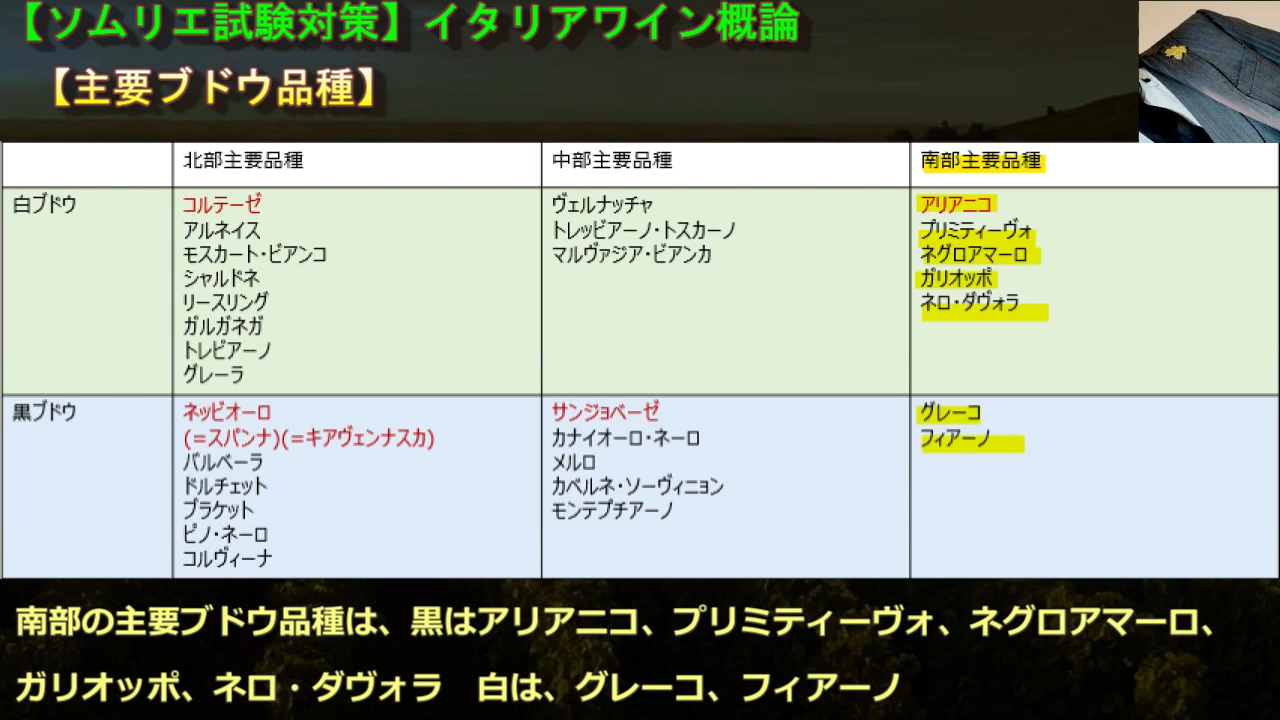 【ソムリエ試験対策】イタリアワイン概論
【主要ブドウ品種】
北部主要品種
中部主要品種
南部主要品種
白ブドウ
コルテーゼ
アルネイス
モスカート・ビアンコ
シャルドネ
リースリング
ガルガネガ
トレビアーノ
グレーラ
ヴェルナッチャ
トレッビアーノ・トスカーノ
マルヴァジア・ビアンカ
アリアニコ
プリミティーヴォ
ネグロアマーロ
ガリオッポ
ネロ・ダヴォラ
黒ブドウ
ネッビオーロ
(=スパンナ)(=キアヴェンナスカ)
バルベーラ
ドルチェット
ブラケット
ピノ・ネーロ
コルヴィーナ
サンジョベーゼ
カナイオーロ・ネーロ
メルロ
カベルネ・ソーヴィニョン
モンテプチアーノ
グレーコ
フィアーノ
南部の主要ブドウ品種は、黒はアリアニコ、プリミティーヴォ、ネグロアマーロ、
ガリオッポ、ネロ・ダヴォラ　白は、グレーコ、フィアーノ